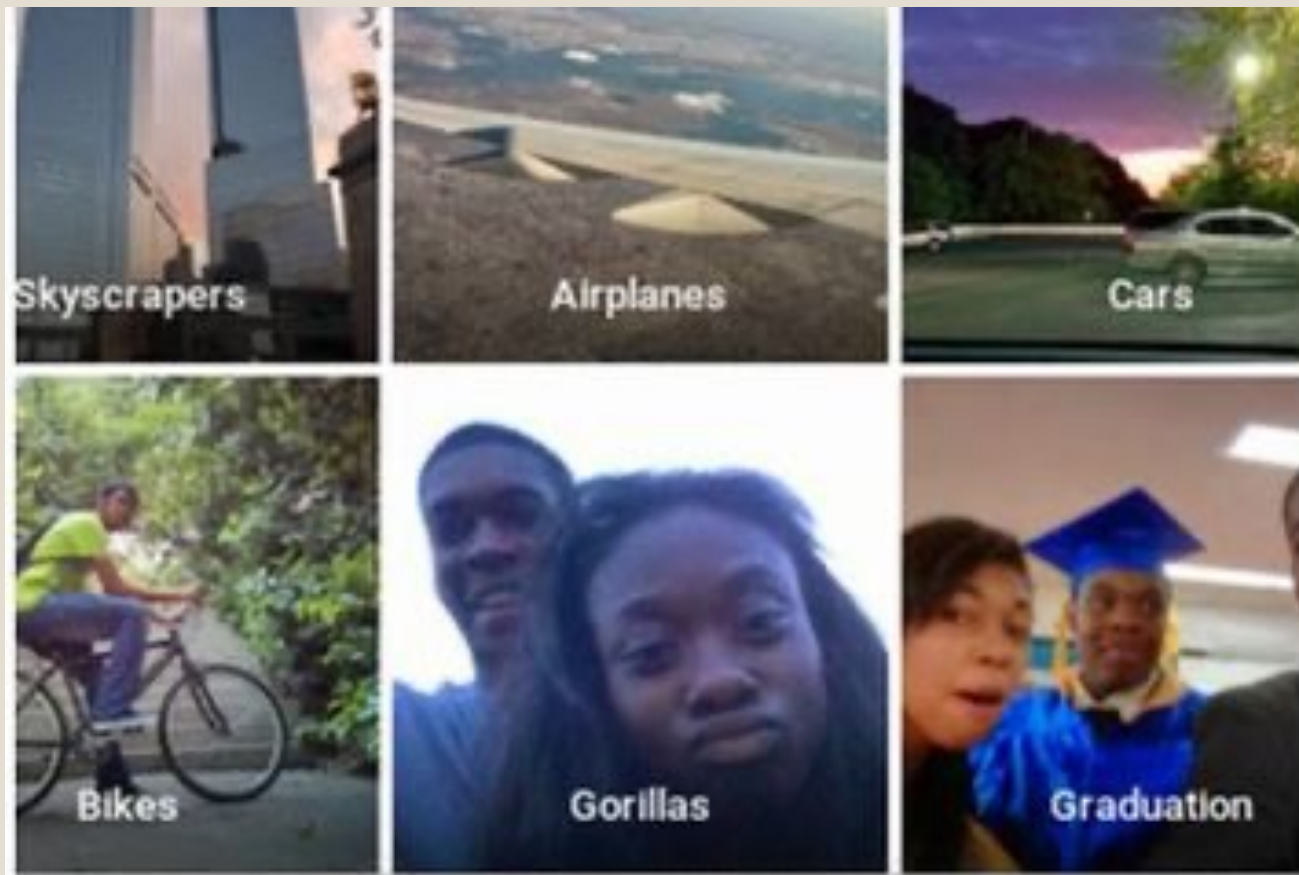 Skyscrapers
Airplanes
Cars
Bikes
Gorillas
Graduation